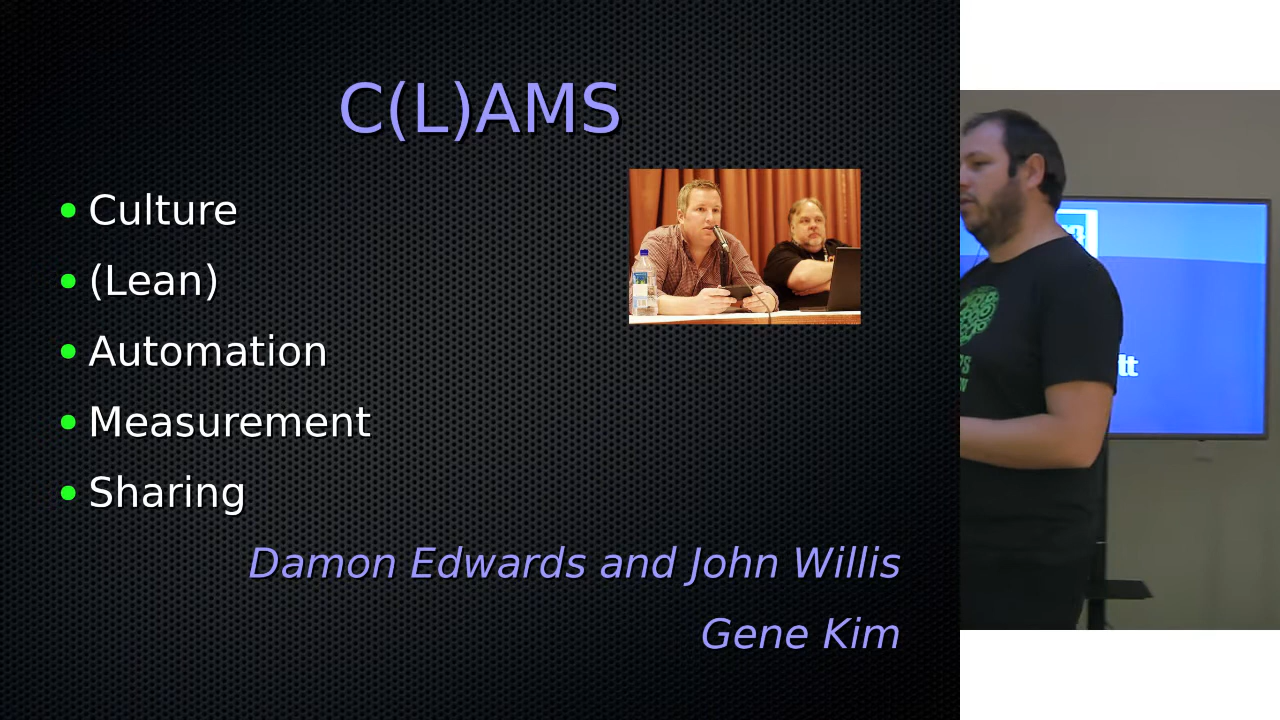 C(L)AMS
Culture
(Lean)
Automation
Measurement
Sharing
Damon Edwards and John Willis
Gene Kim